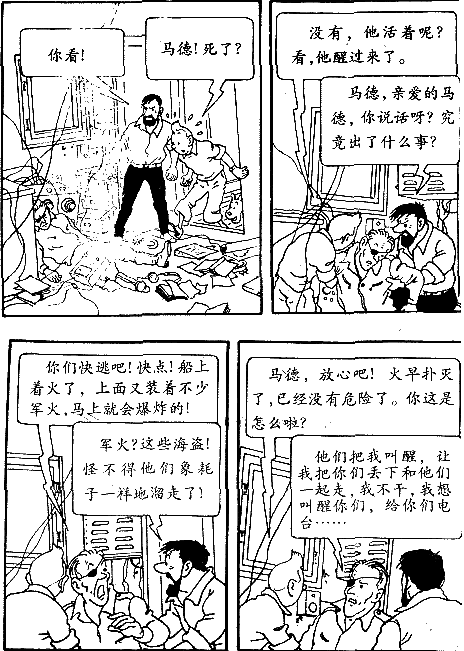 你看!
马德!死了?
没有，他活着呢?
看,他醒过来了。
马德,亲爱的马
德,你说话呀?究
竟出了什么事?
你们快逃吧!快点!船上
着火了，上面又装着不少
军火,马上就会爆炸的!
军火?这些海盗!
怪不得他们象耗
子一样地溜走了!
马德，放心吧! 火早扑灭
了,已经没有危险了。你这是
怎么啦?
他们把我叫醒，让
我把你们丢下和他们
一起走,我不干,我想
叫醒你们，给你们电
台……